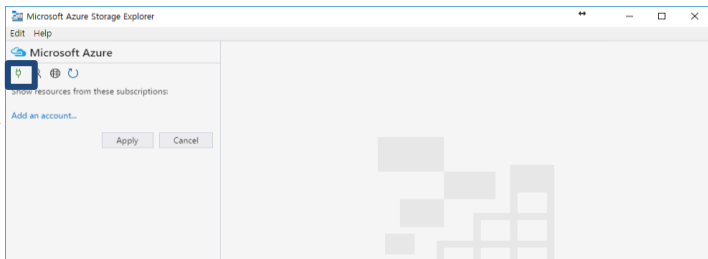 Microsoft Azure Storage Explorer
Edit Help
Microsoft Azure
Show resources from these subscriptions:
Add an account...
Apply Cancel